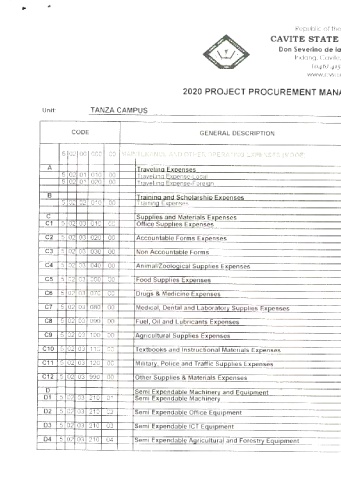 Republic of the
CAVITE STATE
Don Severino de la
Indang, Cavite
2020 PROJECT PROCUREMENT MANA
Unit: TANZA CAMPUS
CODE GENERAL DESCRIPTION
5 02 00 000 00 MAINTENANCE AND OTHER OPERATING EXPENSES (MOOE)
A Traveling Expenses
5 02 01 010 00 Traveling Expense-Local
5 02 01 020 00 Traveling Expense-Foreign
B Training and Scholarship Expenses
5 02 02 010 00 Training Expenses
C Supplies and Materials Expenses
C1 5 02 03 010 00 Office Supplies Expenses
C2 5 02 03 020 00 Accountable Forms Expenses
C3 5 02 03 030 00 Non Accountable Forms
C4 5 02 03 040 00 Animal/Zoological Supplies Expenses
C5 5 02 03 050 00 Food Supplies Expenses
C6 5 02 03 070 00 Drugs & Medicine Expenses
C7 5 02 03 080 00 Medical, Dental and Laboratory Supplies Expenses
C8 5 02 03 090 00 Fuel, Oil and Lubricants Expenses
C9 5 02 03 100 00 Agricultural Supplies Expenses
C10 5 02 03 110 00 Textbooks and Instructional Materials Expenses
C11 5 02 03 120 00 Military, Police and Traffic Supplies Expenses
C12 5 02 03 990 00 Other Supplies & Materials Expenses
D Semi Expendable Machinery and Equipment
D1 5 02 03 210 01 Semi Expendable Machinery
D2 5 02 03 210 02 Semi Expendable Office Equipment
D3 5 02 03 210 03 Semi Expendable ICT Equipment
D4 5 02 03 210 04 Semi Expendable Agricultural and Forestry Equipment